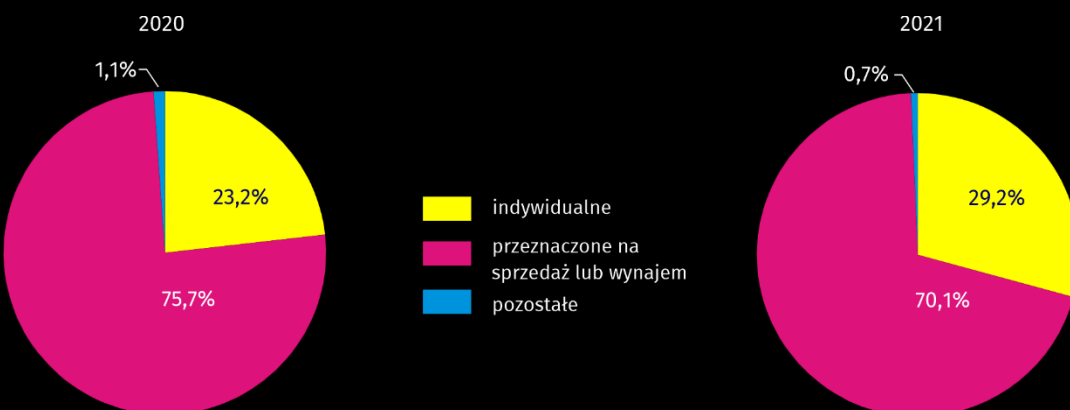 2020
1,1%
23,2%
75,7%
indywidualne
przeznaczone na
sprzedaż lub wynajem
pozostałe
2021
0,7%
29,2%
70,1%